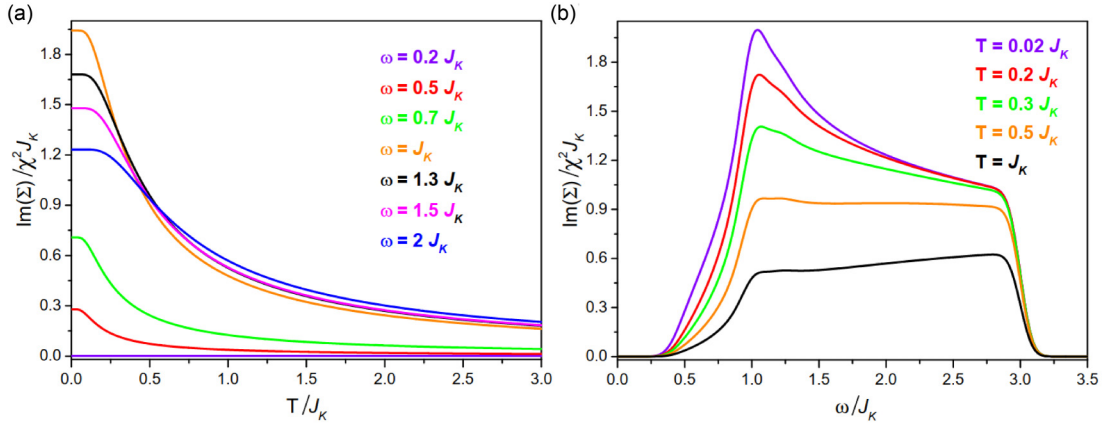 (a)
Im(Σ)/χ²J_K
1.8
1.5
1.2
0.9
0.6
0.3
0.0
ω = 0.2 J_K
ω = 0.5 J_K
ω = 0.7 J_K
ω = J_K
ω = 1.3 J_K
ω = 1.5 J_K
ω = 2 J_K
0.0 0.5 1.0 1.5 2.0 2.5 3.0
T/J_K
(b)
Im(Σ)/χ²J_K
1.8
1.5
1.2
0.9
0.6
0.3
0.0
T = 0.02 J_K
T = 0.2 J_K
T = 0.3 J_K
T = 0.5 J_K
T = J_K
0.0 0.5 1.0 1.5 2.0 2.5 3.0 3.5
ω/J_K